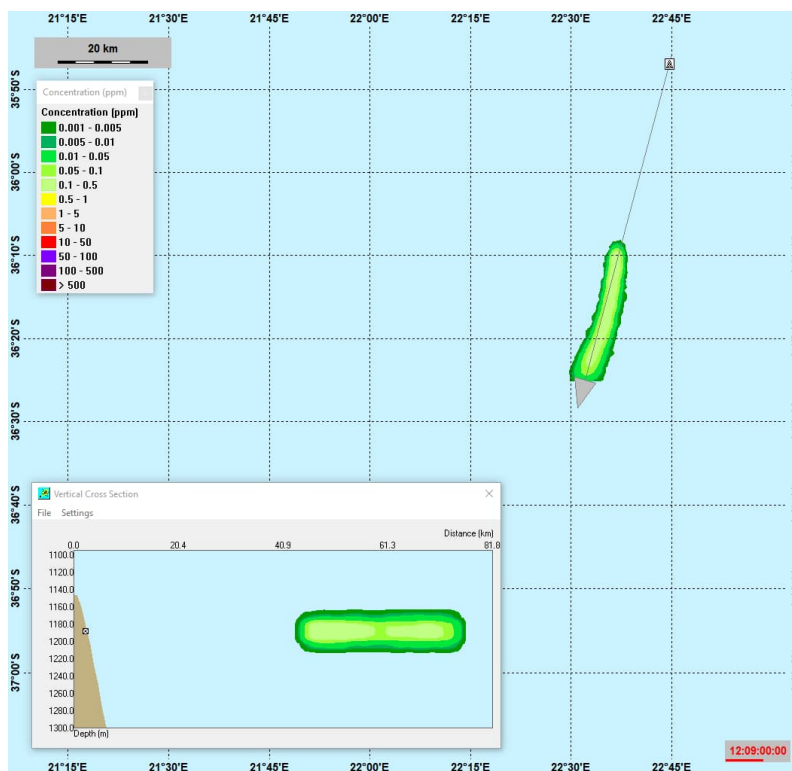 21°15'E 21°30'E 21°45'E 22°00'E 22°15'E 22°30'E 22°45'E
20 km
35°50'S
Concentration (ppm)
Concentration (ppm)
0.001 - 0.005
0.005 - 0.01
0.01 - 0.05
0.05 - 0.1
0.1 - 0.5
0.5 - 1
1 - 5
5 - 10
10 - 50
50 - 100
100 - 500
> 500
36°00'S
36°10'S
36°20'S
36°30'S
36°40'S
36°50'S
37°00'S
Vertical Cross Section
File Settings
Distance (km)
0.0 20.4 40.9 61.3 81.8
1100.0
1120.0
1140.0
1160.0
1180.0
1200.0
1220.0
1240.0
1260.0
1280.0
1300.0
Depth (m)
12:09:00:00
21°15'E 21°30'E 21°45'E 22°00'E 22°15'E 22°30'E 22°45'E